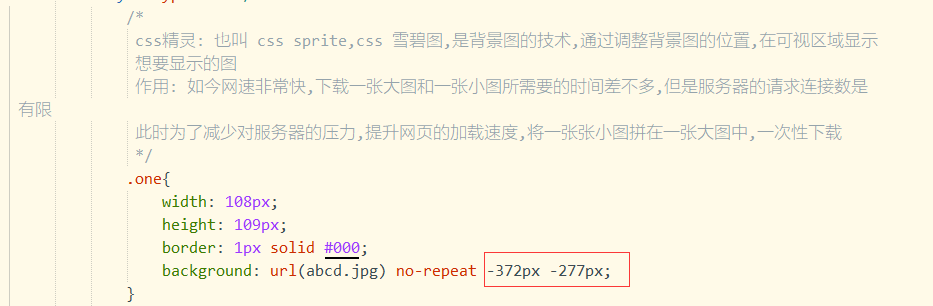 /*
css精灵: 也叫 css sprite,css 雪碧图,是背景图的技术,通过调整背景图的位置,在可视区域显示
想要显示的图
作用: 如今网速非常快,下载一张大图和一张小图所需要的时间差不多,但是服务器的请求连接数是
有限
此时为了减少对服务器的压力,提升网页的加载速度,将一张张小图拼在一张大图中,一次性下载
*/
.one{
width: 108px;
height: 109px;
border: 1px solid #000;
background: url(abcd.jpg) no-repeat -372px -277px;
}